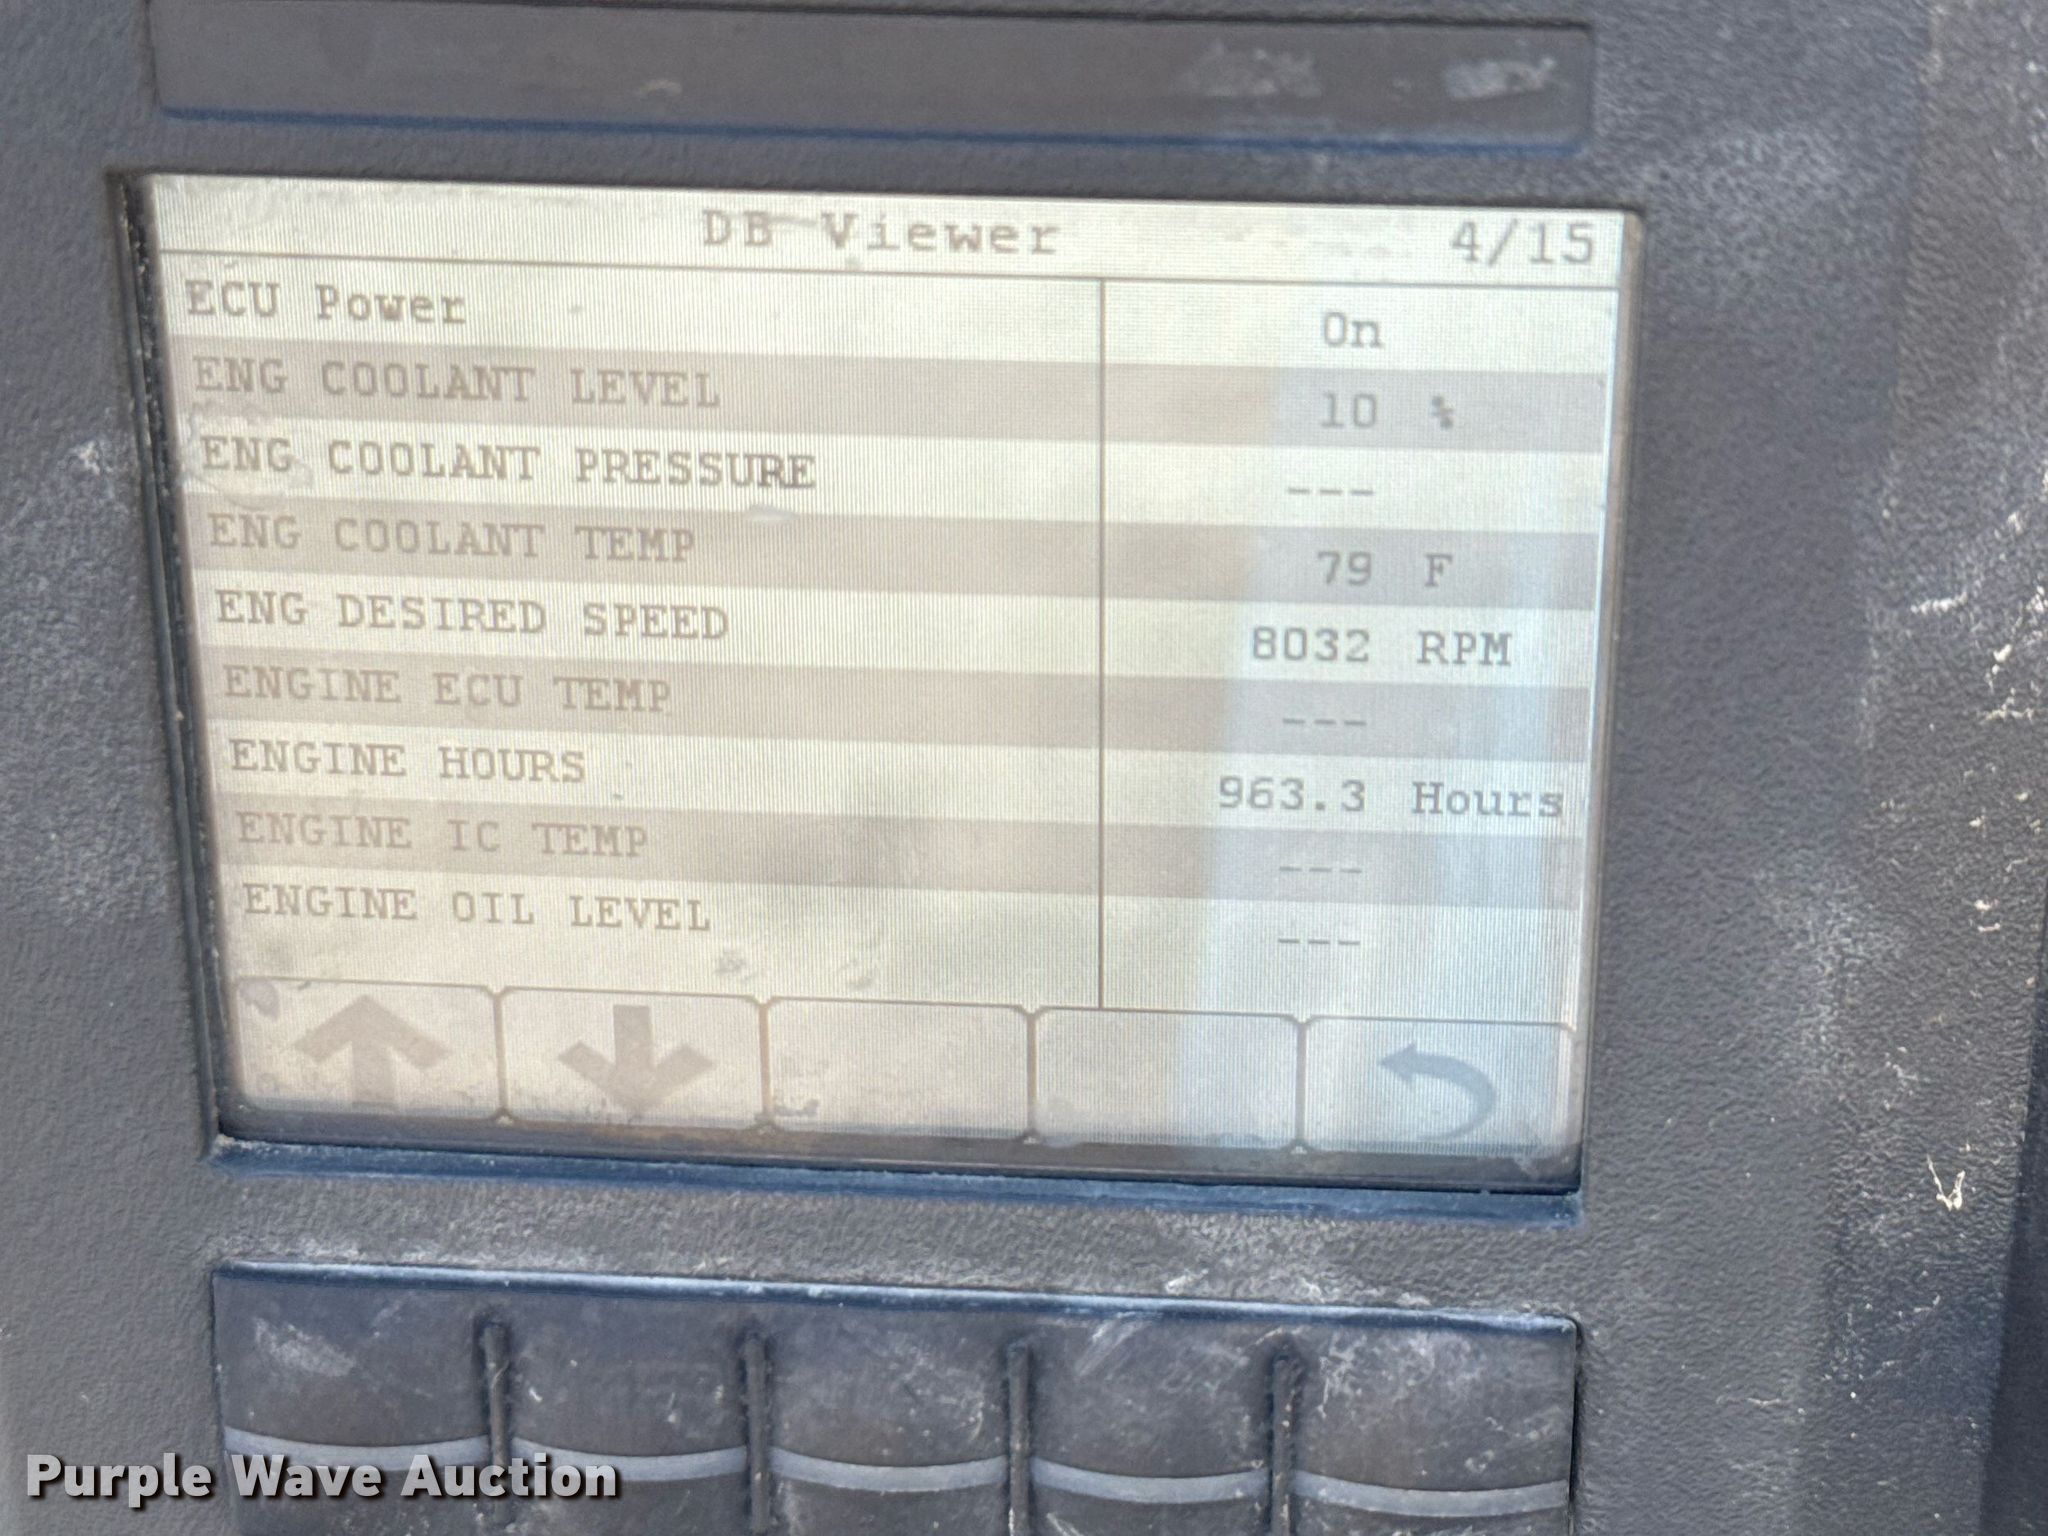 DB Viewer 4/15
ECU Power On
ENG COOLANT LEVEL 10 %
ENG COOLANT PRESSURE ---
ENG COOLANT TEMP 79 F
ENG DESIRED SPEED 8032 RPM
ENGINE ECU TEMP ---
ENGINE HOURS 963.3 Hours
ENGINE IC TEMP ---
ENGINE OIL LEVEL ---
Purple Wave Auction